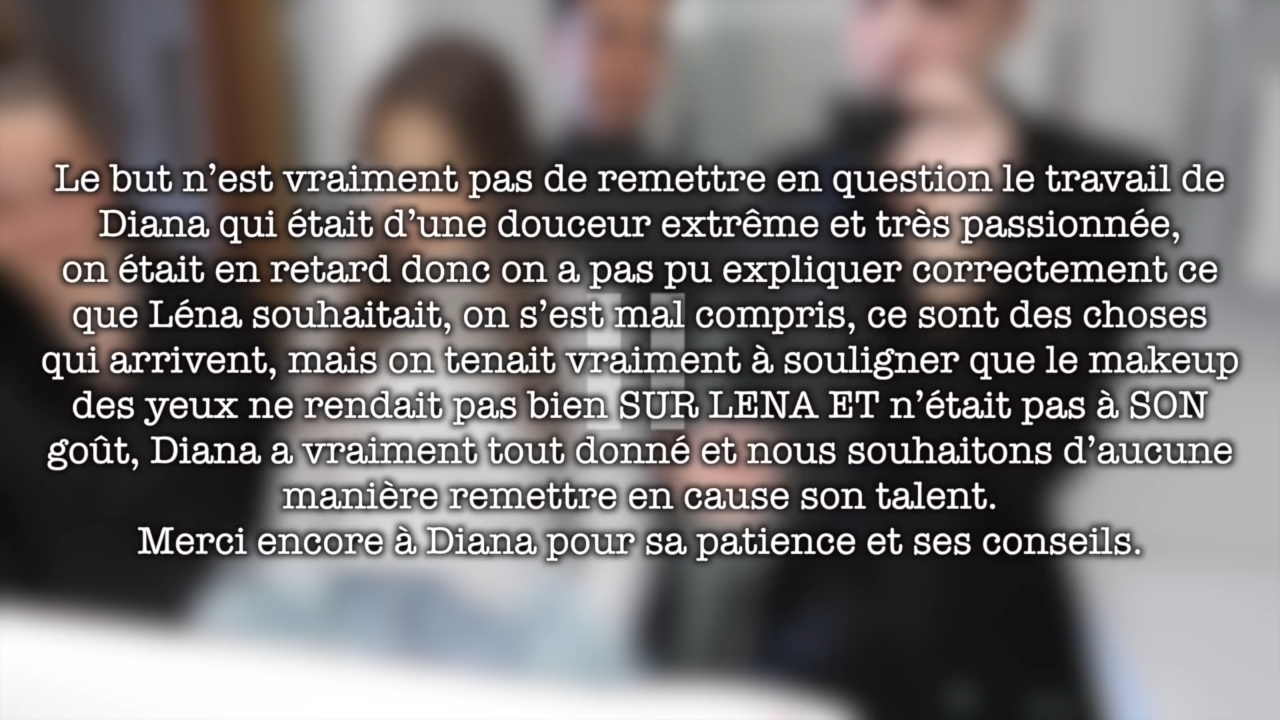 Le but n’est vraiment pas de remettre en question le travail de
Diana qui était d’une douceur extrême et très passionnée,
on était en retard donc on a pas pu expliquer correctement ce
que Léna souhaitait, on s’est mal compris, ce sont des choses
qui arrivent, mais on tenait vraiment à souligner que le makeup
des yeux ne rendait pas bien SUR LENA ET n’était pas à SON
goût, Diana a vraiment tout donné et nous souhaitons d’aucune
manière remettre en cause son talent.
Merci encore à Diana pour sa patience et ses conseils.